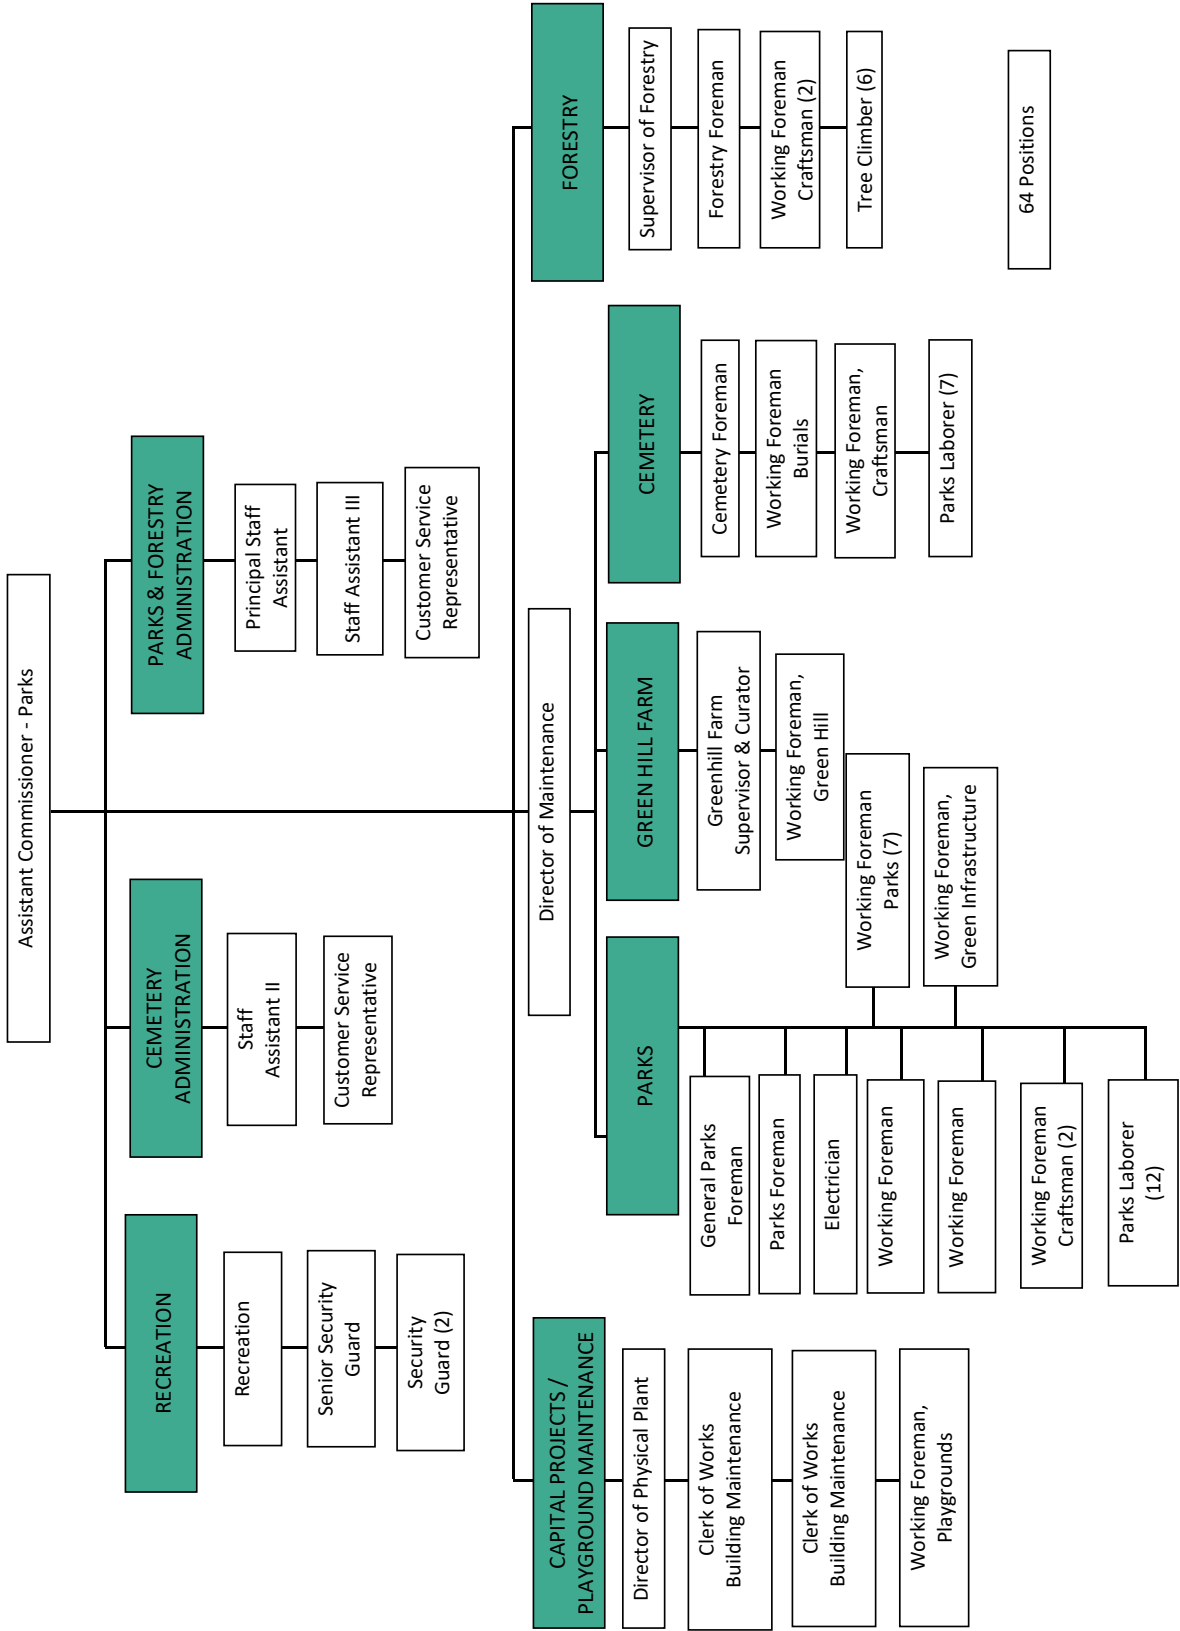 Assistant Commissioner - Parks
RECREATION
Recreation
Senior Security
Guard
Security
Guard (2)
CEMETERY
ADMINISTRATION
Staff
Assistant II
Customer Service
Representative
PARKS & FORESTRY
ADMINISTRATION
Principal Staff
Assistant
Staff Assistant III
Customer Service
Representative
Director of Maintenance
CAPITAL PROJECTS /
PLAYGROUND MAINTENANCE
Director of Physical Plant
Clerk of Works
Building Maintenance
Clerk of Works
Building Maintenance
Working Foreman,
Playgrounds
PARKS
General Parks
Foreman
Parks Foreman
Electrician
Working Foreman
Working Foreman
Working Foreman
Craftsman (2)
Parks Laborer
(12)
Working Foreman
Parks (7)
Working Foreman,
Green Infrastructure
GREEN HILL FARM
Greenhill Farm
Supervisor & Curator
Working Foreman,
Green Hill
CEMETERY
Cemetery Foreman
Working Foreman
Burials
Working Foreman,
Craftsman
Parks Laborer (7)
FORESTRY
Supervisor of Forestry
Forestry Foreman
Working Foreman
Craftsman (2)
Tree Climber (6)
64 Positions